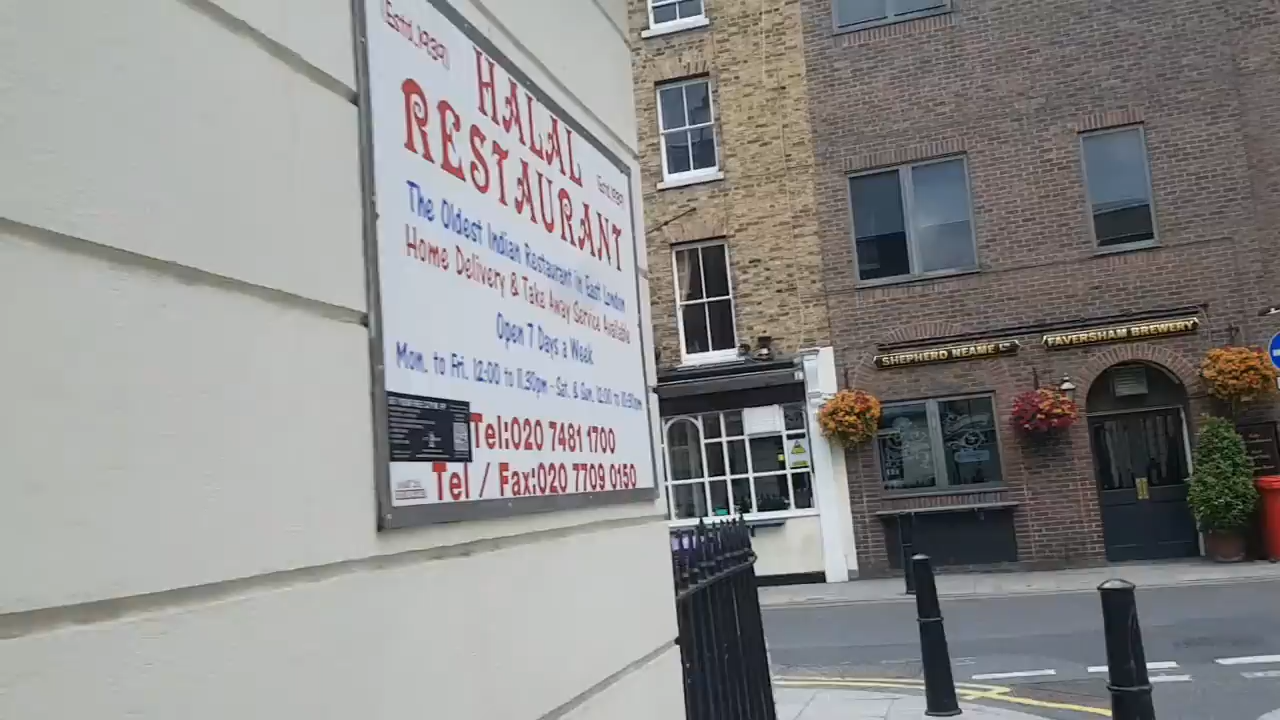 Estd.1939
HALAL
RESTAURANT
Estd.1939
The Oldest Indian Restaurant in East London
Home Delivery & Take Away Service Available
Open 7 Days a Week
Mon. to Fri. 12:00 to 11.30pm - Sat. & Sun. 12:00 to 11:30pm
Tel:020 7481 1700
Tel / Fax:020 7709 0150
SHEPHERD NEAME LTD
FAVERSHAM BREWERY